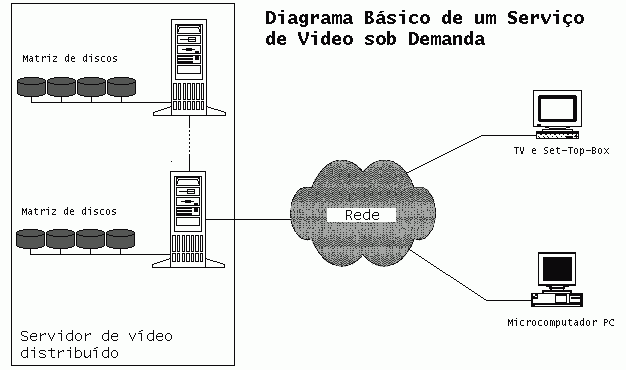 Diagrama Básico de um Serviço
de Video sob Demanda
Matriz de discos
TV e Set-Top-Box
Matriz de discos
Rede
Microcomputador PC
Servidor de vídeo
distribuído